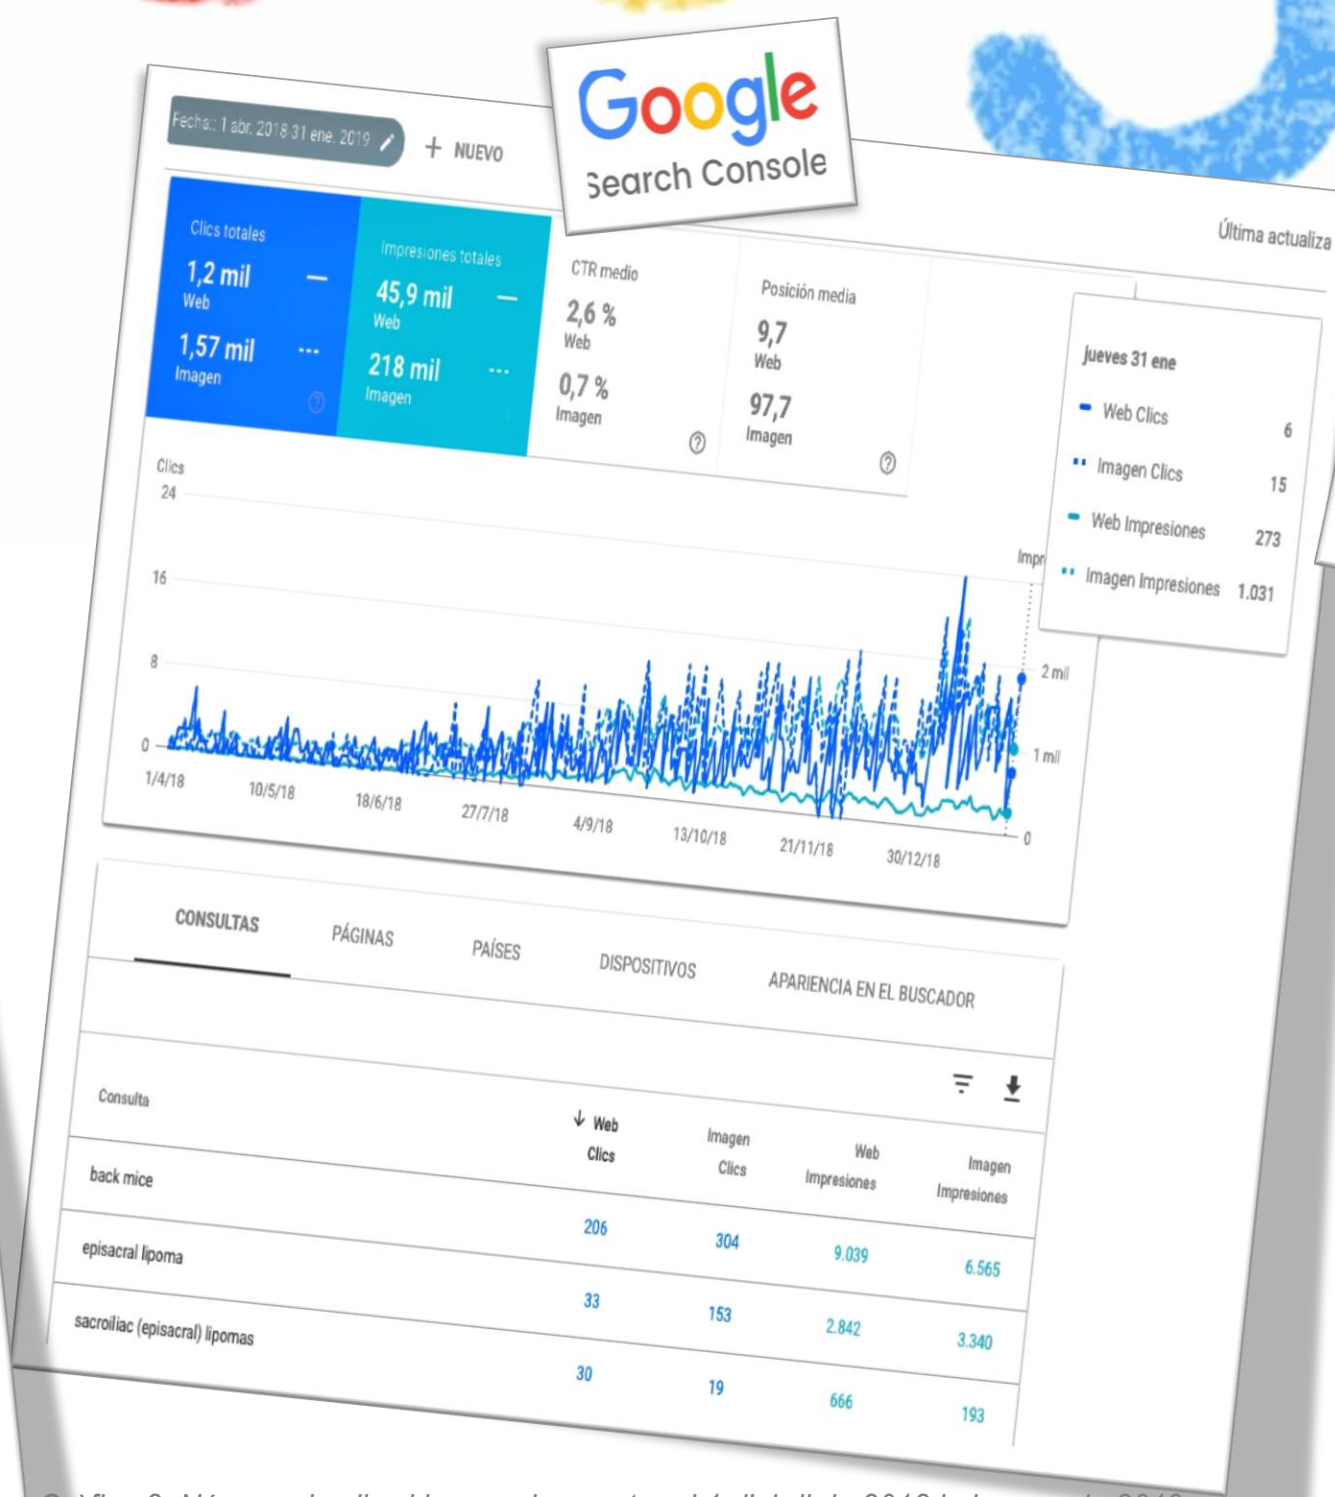 Google
Search Console
Fecha:: 1 abr. 2018-31 ene. 2019
+ NUEVO
Última actualiza
Clics totales
1,2 mil
Web
1,57 mil
Imagen
Impresiones totales
45,9 mil
Web
218 mil
Imagen
CTR medio
2,6 %
Web
0,7 %
Imagen
Posición media
9,7
Web
97,7
Imagen
jueves 31 ene
Web Clics 6
Imagen Clics 15
Web Impresiones 273
Imagen Impresiones 1.031
Clics
24
16
8
0
Impr
2 mil
1 mil
0
1/4/18 10/5/18 18/6/18 27/7/18 4/9/18 13/10/18 21/11/18 30/12/18
CONSULTAS PÁGINAS PAÍSES DISPOSITIVOS APARIENCIA EN EL BUSCADOR
Consulta
Web Clics
Imagen Clics
Web Impresiones
Imagen Impresiones
back mice 206 304 9.039 6.565
episacral lipoma 33 153 2.842 3.340
sacroiliac (episacral) lipomas 30 19 666 193